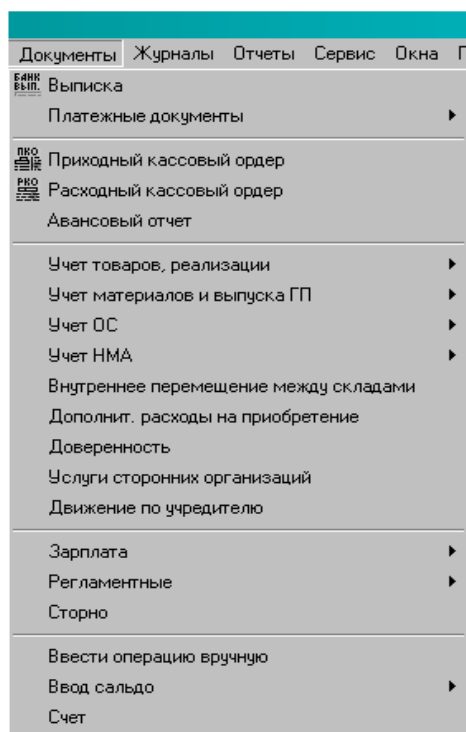 Документы Журналы Отчеты Сервис Окна
БАНК ВЫП. Выписка
Платежные документы
ПКО Приходный кассовый ордер
РКО Расходный кассовый ордер
Авансовый отчет
Учет товаров, реализации
Учет материалов и выпуска ГП
Учет ОС
Учет НМА
Внутреннее перемещение между складами
Дополнит. расходы на приобретение
Доверенность
Услуги сторонних организаций
Движение по учредителю
Зарплата
Регламентные
Сторно
Ввести операцию вручную
Ввод сальдо
Счет